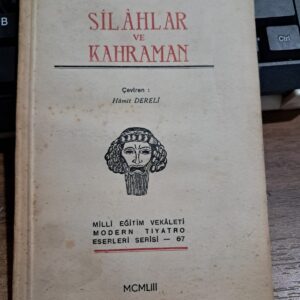 SİLÂHLAR
VE
KAHRAMAN
Çeviren :
Hâmit DERELİ
MİLLÎ EĞİTİM VEKÂLETİ
MODERN TİYATRO
ESERLERİ SERİSİ — 67
MCMLIII
B
Ctrl